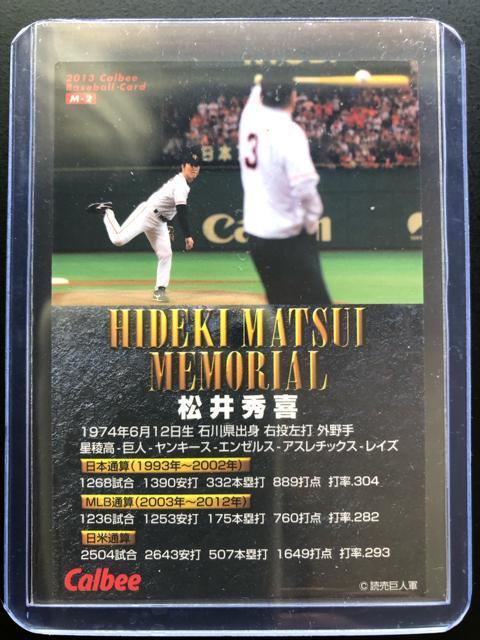 2013 Calbee
Baseball Card
M-2
3
日本
Canon
HIDEKI MATSUI
MEMORIAL
松井秀喜
1974年6月12日生 石川県出身 右投左打 外野手
星稜高-巨人-ヤンキース-エンゼルス-アスレチックス-レイズ
日本通算(1993年〜2002年)
1268試合 1390安打 332本塁打 889打点 打率.304
MLB通算(2003年〜2012年)
1236試合 1253安打 175本塁打 760打点 打率.282
日米通算
2504試合 2643安打 507本塁打 1649打点 打率.293
Calbee
© 読売巨人軍